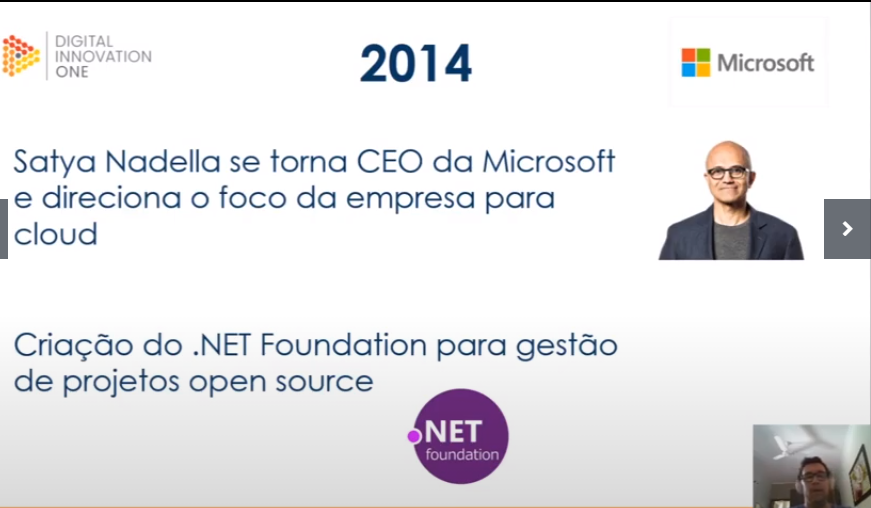 DIGITAL
INNOVATION
ONE
2014
Microsoft
Satya Nadella se torna CEO da Microsoft
e direciona o foco da empresa para
cloud
Criação do .NET Foundation para gestão
de projetos open source
.NET
foundation